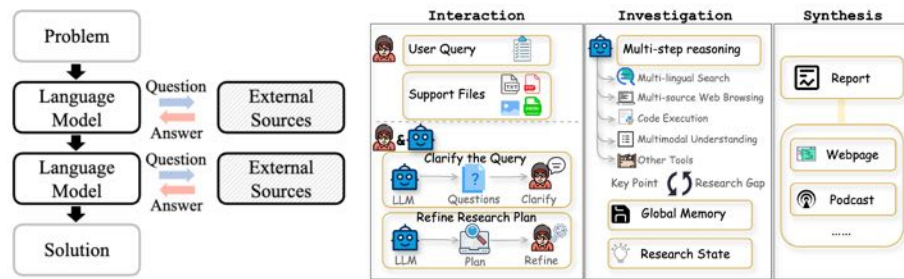 Problem
Language
Model
Question
Answer
External
Sources
Language
Model
Question
Answer
External
Sources
Solution
Interaction
User Query
Support Files
TXT
&
Clarify the Query
?
LLM
Questions
Clarify
Refine Research Plan
LLM
Plan
Refine
Investigation
Multi-step reasoning
Multi-lingual Search
Multi-source Web Browsing
Code Execution
Multimodal Understanding
Other Tools
Key Point
Research Gap
Global Memory
Research State
Synthesis
Report
Webpage
Podcast
......